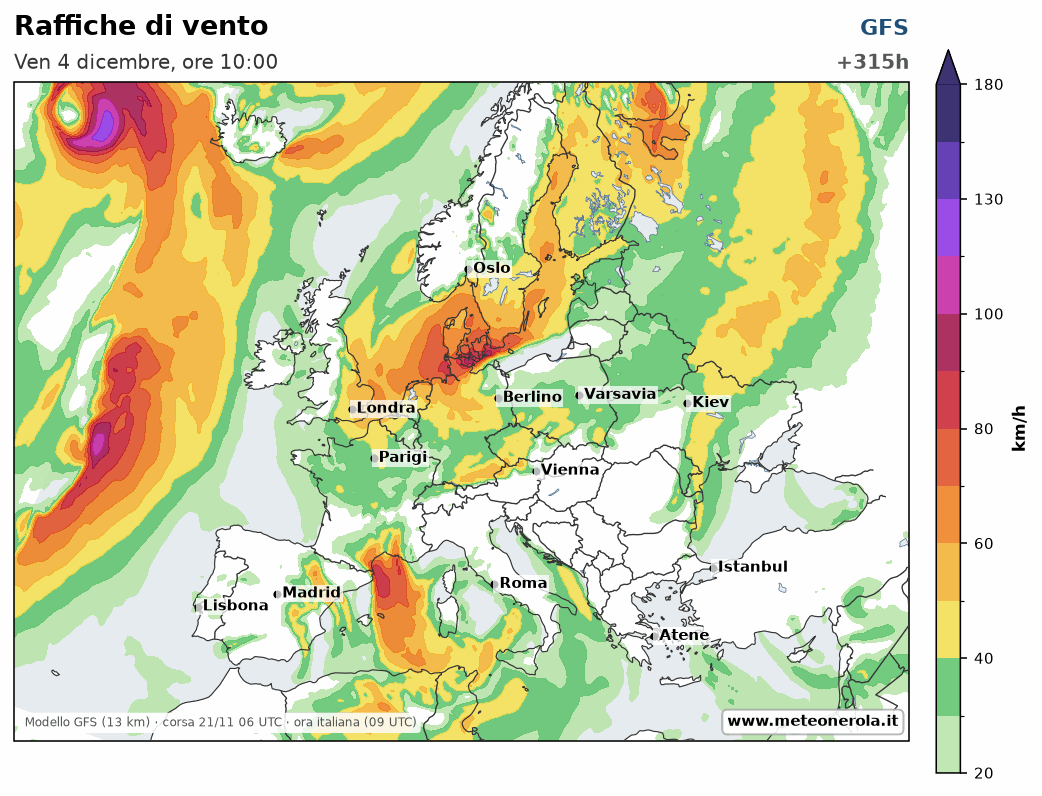 Raffiche di vento
GFS
Ven 4 dicembre, ore 10:00
+315h
180
130
100
80
60
40
20
km/h
Oslo
Londra
Berlino
Varsavia
Kiev
Parigi
Vienna
Istanbul
Roma
Madrid
Lisbona
Atene
Modello GFS (13 km) · corsa 21/11 06 UTC · ora italiana (09 UTC)
www.meteonerola.it